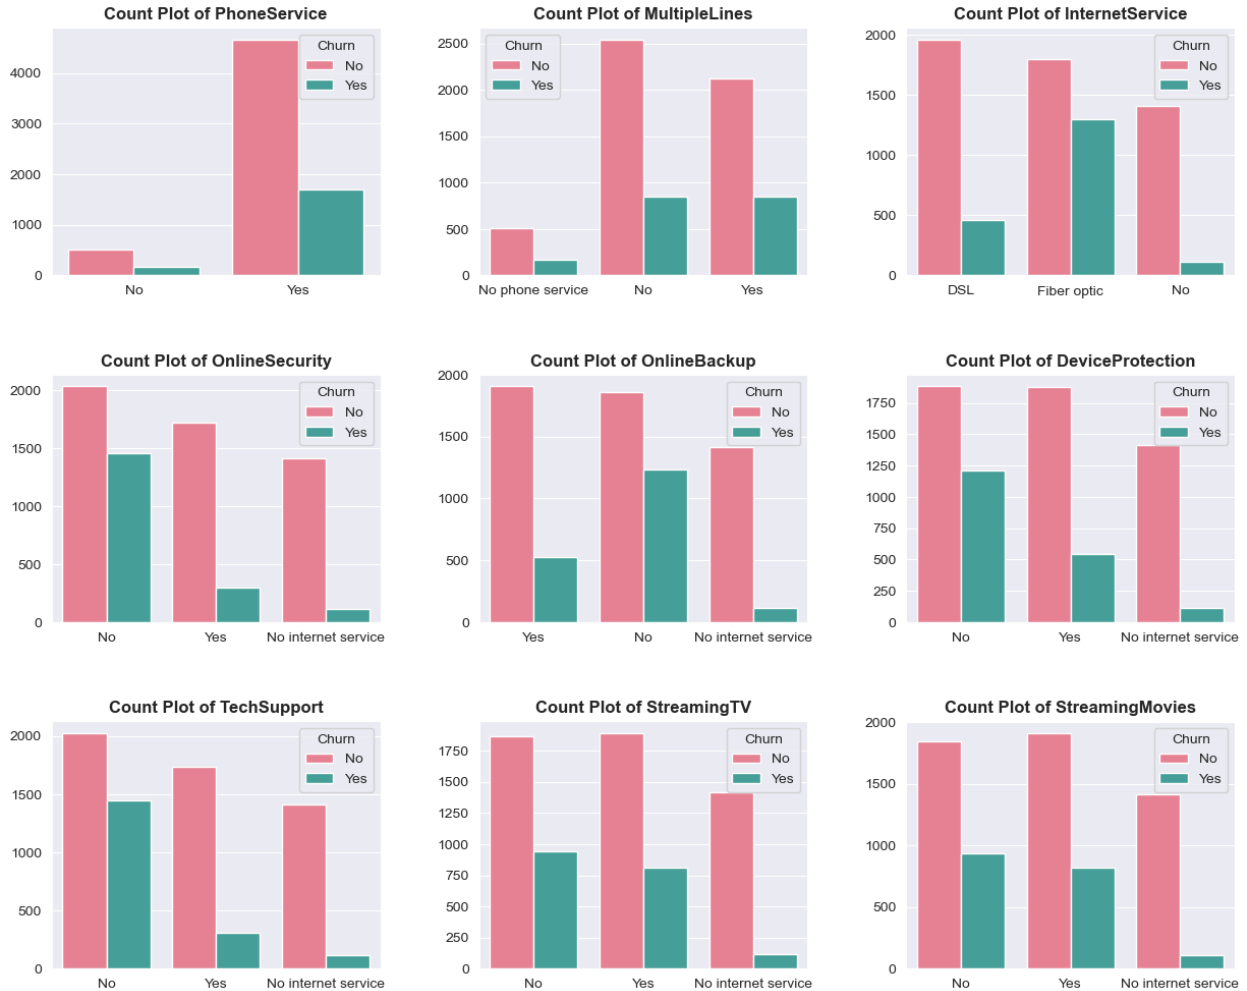 Count Plot of PhoneService
Churn
No
Yes
4000
3000
2000
1000
0
No Yes
Count Plot of MultipleLines
Churn
No
Yes
2500
2000
1500
1000
500
0
No phone service No Yes
Count Plot of InternetService
Churn
No
Yes
2000
1500
1000
500
0
DSL Fiber optic No
Count Plot of OnlineSecurity
Churn
No
Yes
2000
1500
1000
500
0
No Yes No internet service
Count Plot of OnlineBackup
Churn
No
Yes
2000
1500
1000
500
0
Yes No No internet service
Count Plot of DeviceProtection
Churn
No
Yes
1750
1500
1250
1000
750
500
250
0
No Yes No internet service
Count Plot of TechSupport
Churn
No
Yes
2000
1500
1000
500
0
No Yes No internet service
Count Plot of StreamingTV
Churn
No
Yes
1750
1500
1250
1000
750
500
250
0
No Yes No internet service
Count Plot of StreamingMovies
Churn
No
Yes
2000
1500
1000
500
0
No Yes No internet service